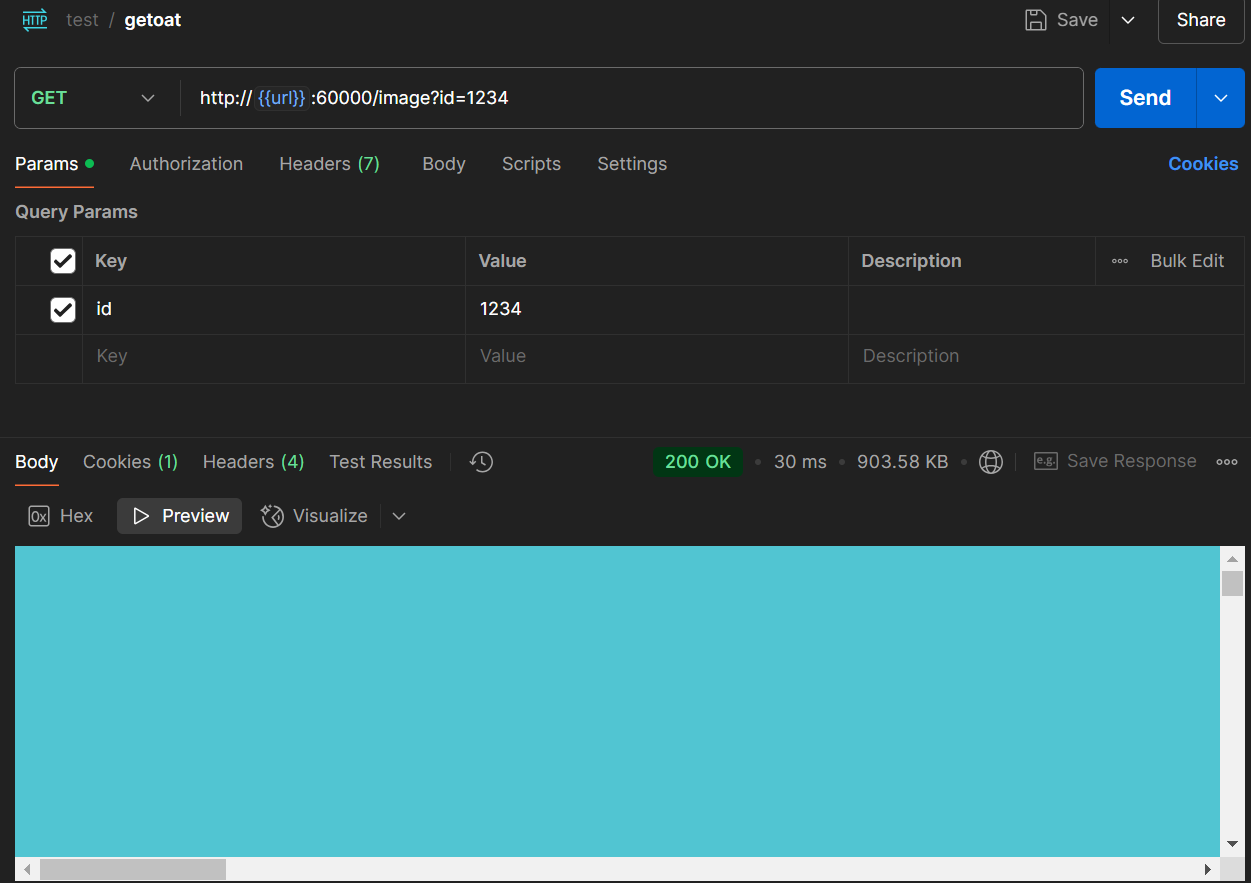 HTTP test / getoat Save Share
GET http:// {{url}} :60000/image?id=1234 Send
Params Authorization Headers (7) Body Scripts Settings Cookies
Query Params
Key Value Description Bulk Edit
id 1234
Key Value Description
Body Cookies (1) Headers (4) Test Results 200 OK 30 ms 903.58 KB e.g. Save Response
0x Hex Preview Visualize